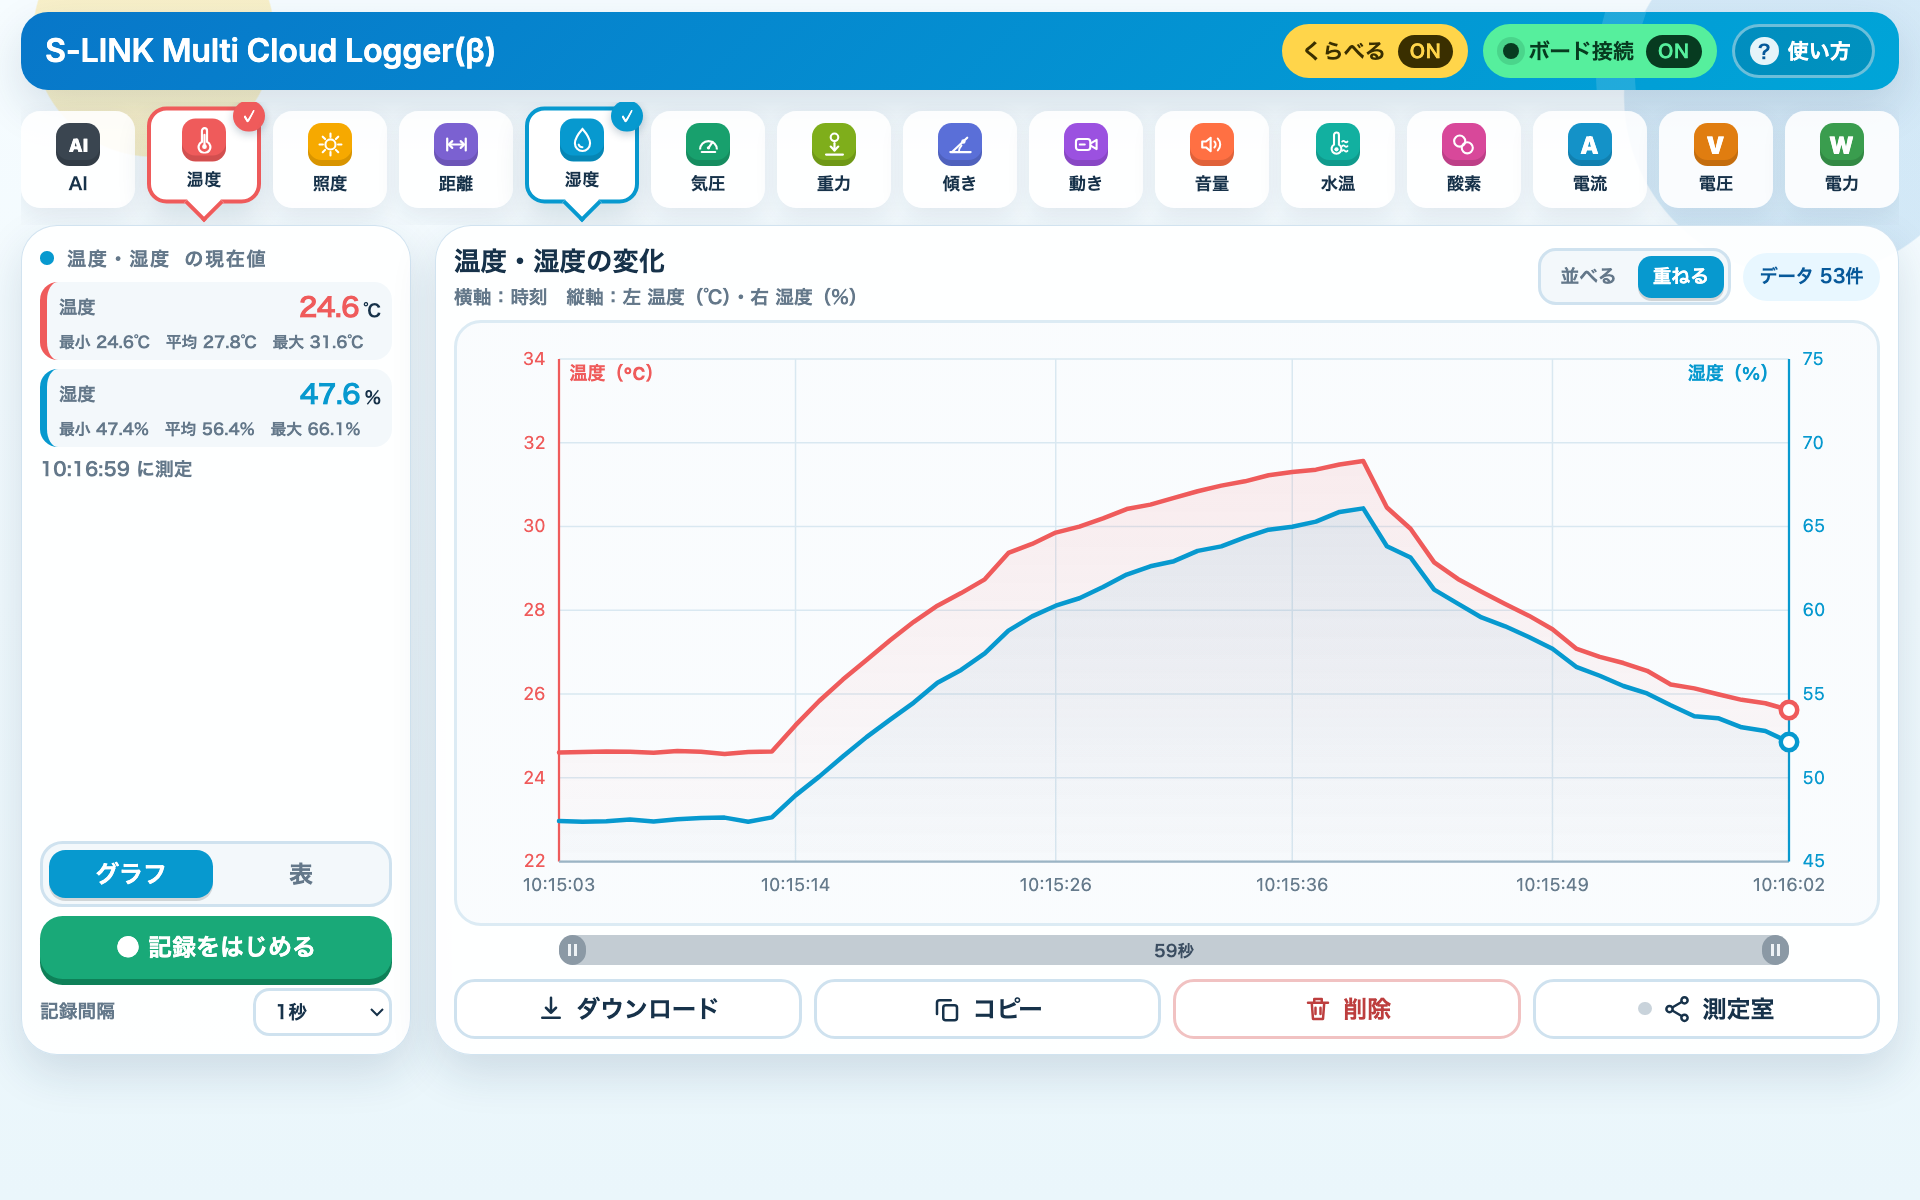 S-LINK Multi Cloud Logger(β)
くらべる ON
ボード接続 ON
? 使い方
AI
AI
温度
照度
距離
湿度
気圧
重力
傾き
動き
音量
水温
酸素
A
電流
V
電圧
W
電力
温度・湿度 の現在値
温度 24.6℃
最小 24.6℃ 平均 27.8℃ 最大 31.6℃
湿度 47.6%
最小 47.4% 平均 56.4% 最大 66.1%
10:16:59 に測定
グラフ
表
記録をはじめる
記録間隔
1秒
温度・湿度の変化
横軸：時刻 縦軸：左 温度（℃）・右 湿度（%）
並べる
重ねる
データ 53件
温度（°C）
湿度（%）
34
32
30
28
26
24
22
75
70
65
60
55
50
45
10:15:03
10:15:14
10:15:26
10:15:36
10:15:49
10:16:02
59秒
ダウンロード
コピー
削除
測定室